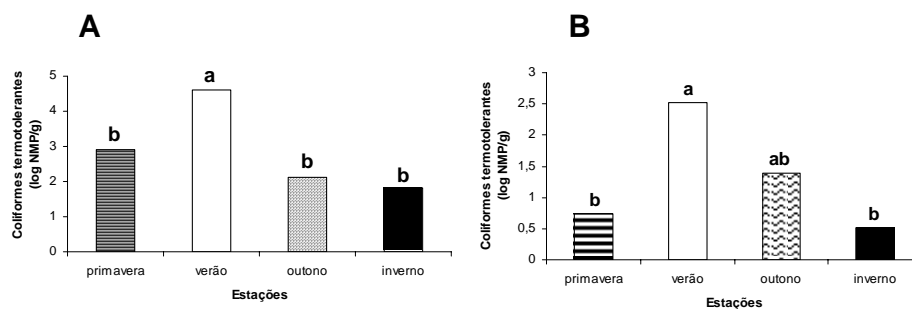 A
Coliformes termotolerantes
(log NMP/g)
5
4
3
2
1
0
b
a
b
b
primavera
verão
outono
inverno
Estações
B
Coliformes termotolerantes
(log NMP/g)
3
2,5
2
1,5
1
0,5
0
b
a
ab
b
primavera
verão
outono
inverno
Estações